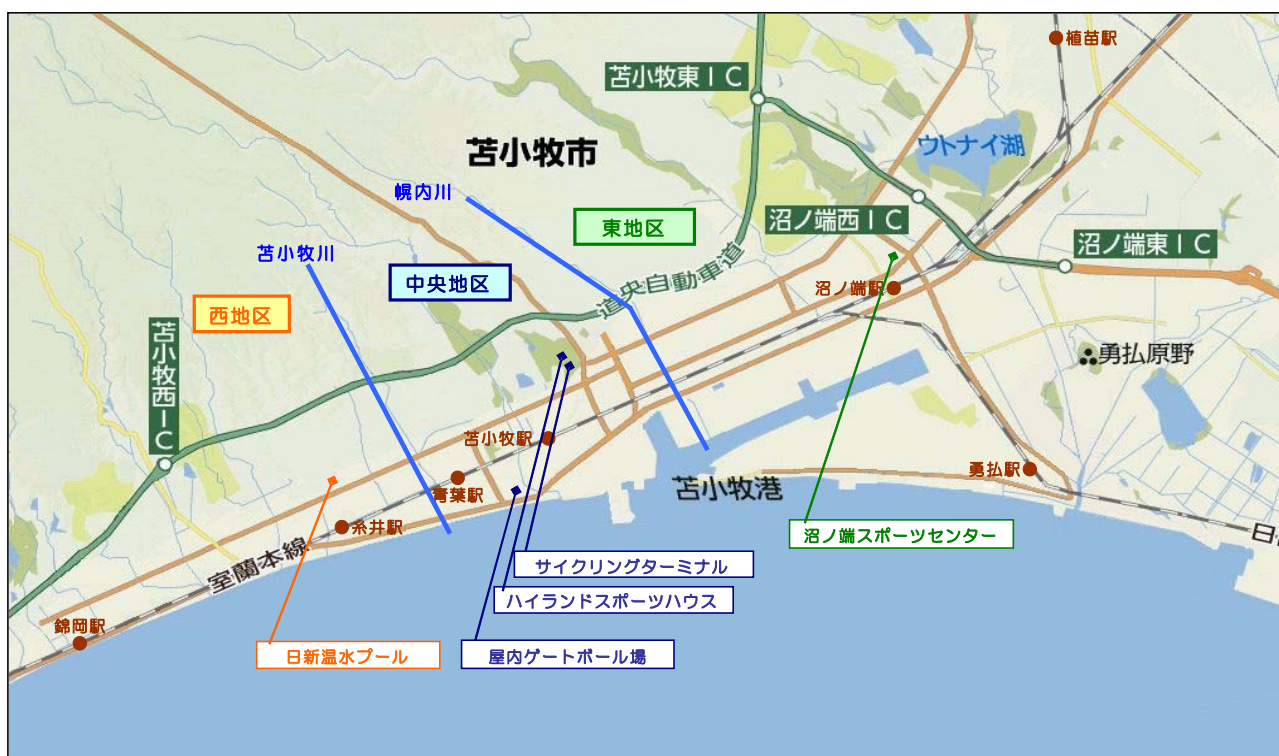 植苗駅
苫小牧東IC
苫小牧市
ウトナイ湖
幌内川
東地区
沼ノ端西IC
沼ノ端東IC
苫小牧川
中央地区
道央自動車道
沼ノ端駅
西地区
苫小牧西IC
勇払原野
苫小牧駅
青葉駅
苫小牧港
勇払駅
糸井駅
沼ノ端スポーツセンター
日
室蘭本線
サイクリングターミナル
ハイランドスポーツハウス
錦岡駅
日新温水プール
屋内ゲートボール場